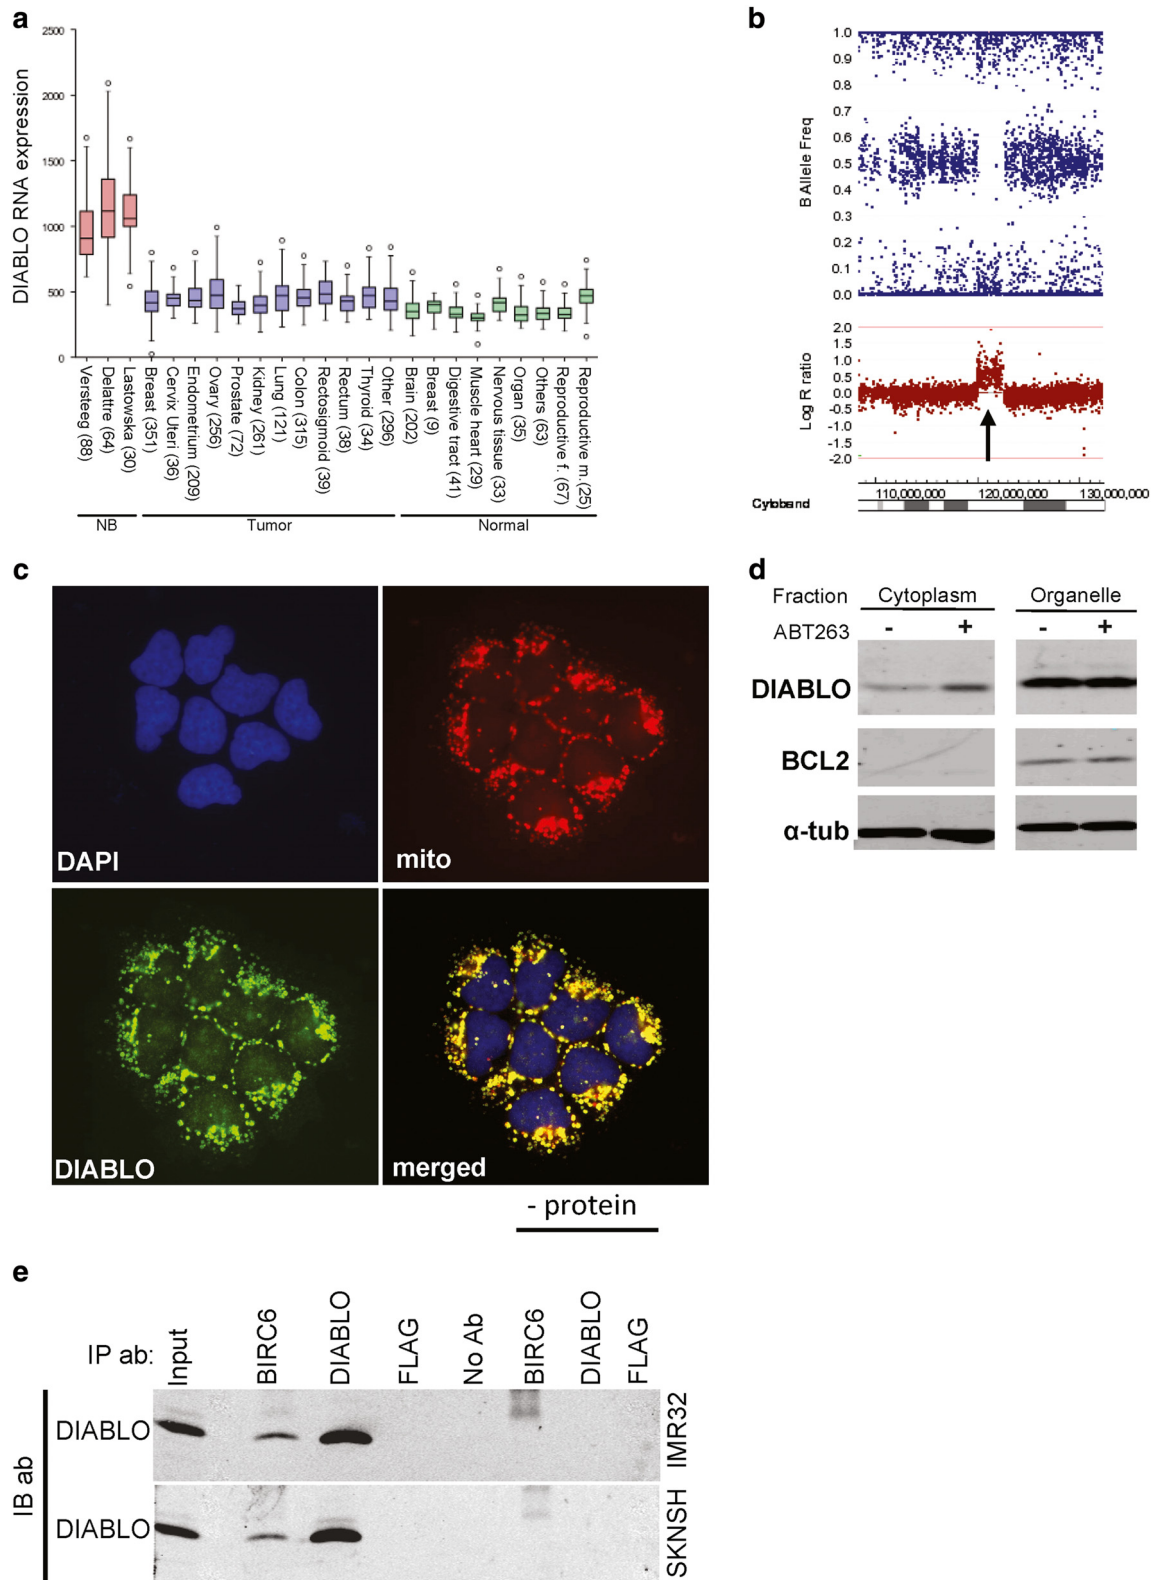 a
DIABLO RNA expression
2500
2000
1500
1000
500
0
Versteeg (88)
Delattre (64)
Lastowska (30)
Breast (351)
Cervix Uteri (36)
Endometrium (209)
Ovary (256)
Prostate (72)
Kidney (261)
Lung (121)
Colon (315)
Rectosigmoid (39)
Rectum (38)
Thyroid (34)
Other (296)
Brain (202)
Breast (9)
Digestive tract (41)
Muscle heart (29)
Nervous tissue (33)
Organ (35)
Others (63)
Reproductive f. (67)
Reproductive m.(25)
NB
Tumor
Normal
b
B Allele Freq
1.0
0.9
0.8
0.7
0.6
0.5
0.4
0.3
0.2
0.1
0.0
Log R ratio
2.0
1.5
1.0
0.5
0.0
-0.5
-1.0
-1.5
-2.0
110,000,000 120,000,000 130,000,000
c
DAPI
mito
DIABLO
merged
d
Fraction Cytoplasm Organelle
ABT263 - + - +
DIABLO
BCL2
α-tub
- protein
e
IP ab: Input BIRC6 DIABLO FLAG No Ab BIRC6 DIABLO FLAG
IB ab
DIABLO IMR32
DIABLO SKNSH